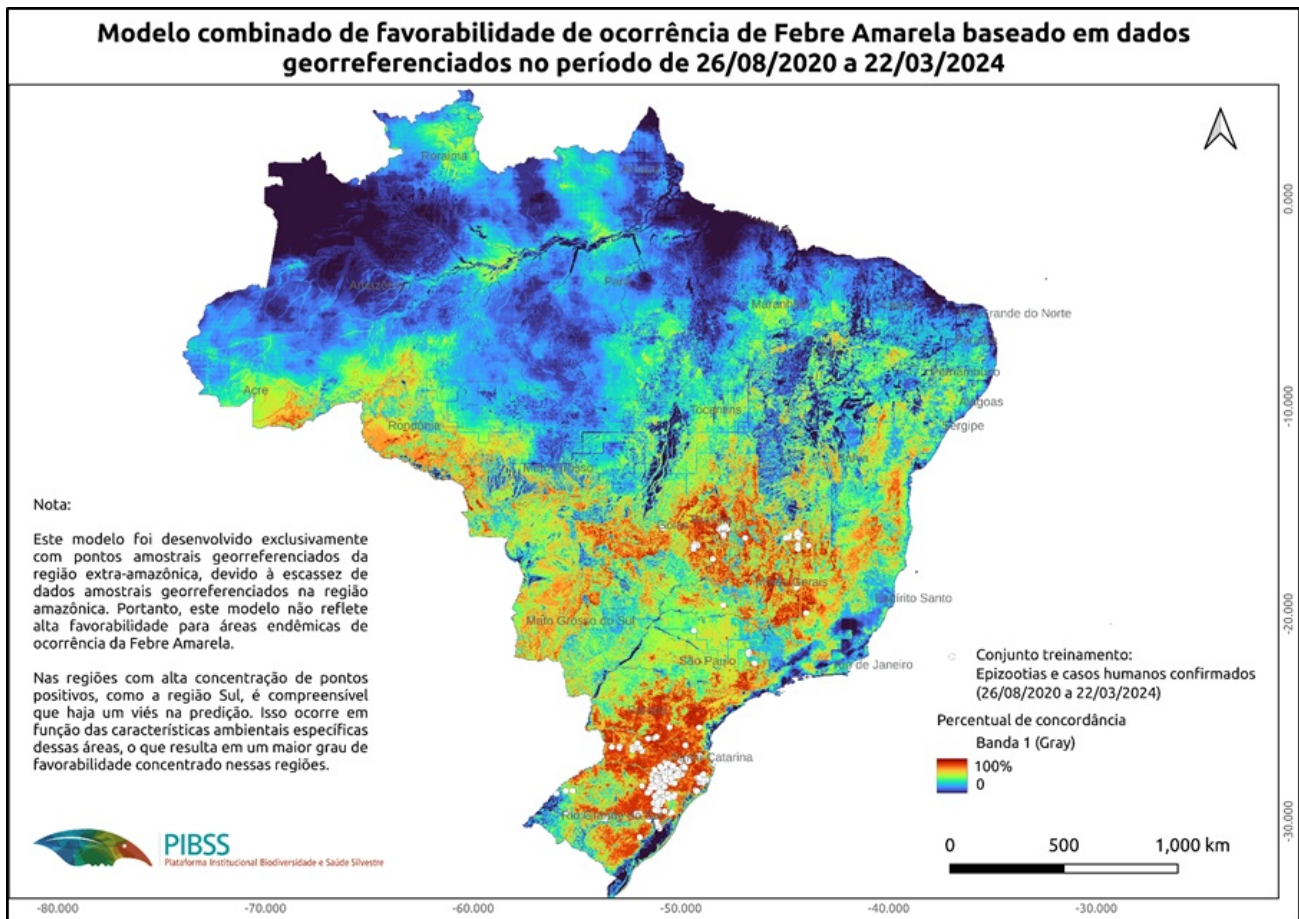 Modelo combinado de favorabilidade de ocorrência de Febre Amarela baseado em dados
georreferenciados no período de 26/08/2020 a 22/03/2024
Roraima
0.000
Amazôn
Maranh
Grande do Norte
Pernambuco
Acre
Alagoas
-10.000
Tocantins
Sergipe
Rondônia
Mato Grosso
Bahia
Nota:
Este modelo foi desenvolvido exclusivamente
com pontos amostrais georreferenciados da
região extra-amazônica, devido à escassez de
dados amostrais georreferenciados na região
amazônica. Portanto, este modelo não reflete
alta favorabilidade para áreas endêmicas de
ocorrência da Febre Amarela.
Nas regiões com alta concentração de pontos
positivos, como a região Sul, é compreensível
que haja um viés na predição. Isso ocorre em
função das características ambientais específicas
dessas áreas, o que resulta em um maior grau de
favorabilidade concentrado nessas regiões.
Goiás
Minas Gerais
Espírito Santo
-20.000
Mato Grosso do Sul
São Paulo
Rio de Janeiro
Catarina
Rio Grande do Sul
Conjunto treinamento:
Epizootias e casos humanos confirmados
(26/08/2020 a 22/03/2024)
Percentual de concordância
Banda 1 (Gray)
100%
0
-30.000
PIBSS
Plataforma Institucional Biodiversidade e Saúde Silvestre
0 500 1,000 km
-80.000 -70.000 -60.000 -50.000 -40.000 -30.000